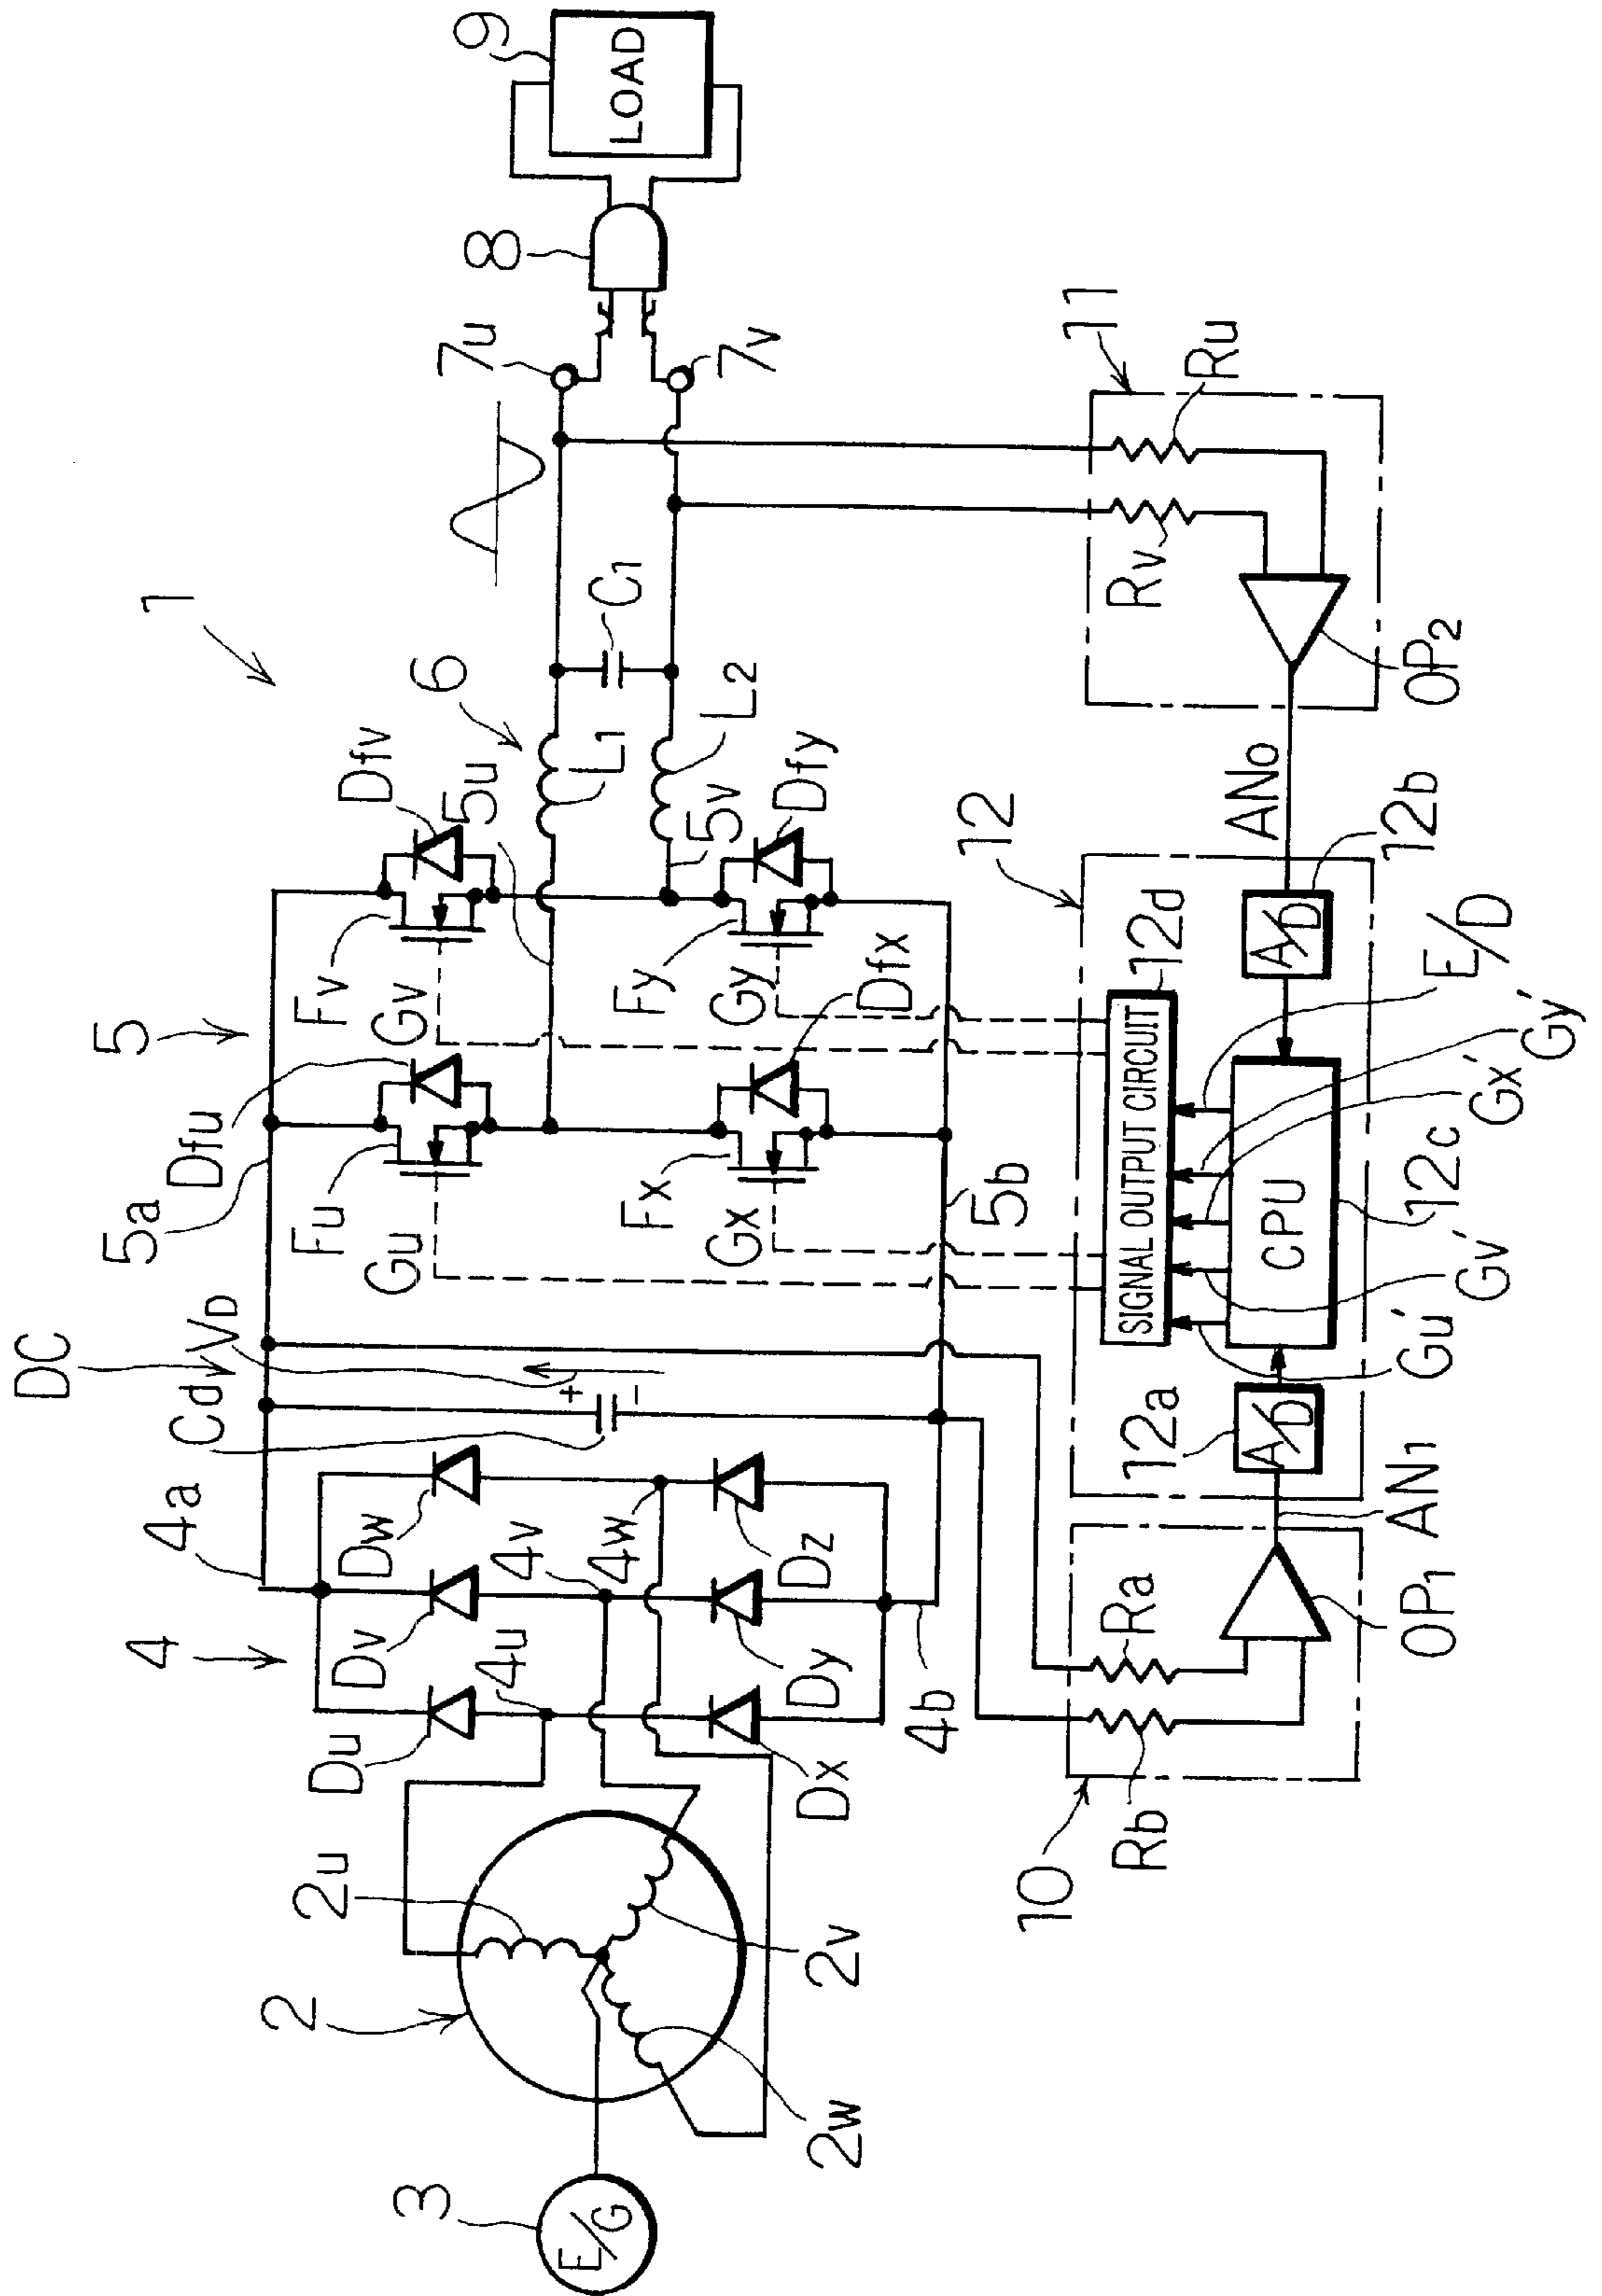 1
DC
5a
5
Dfu
Dfv
5u
6
4a
Cd
VD
+
-
Fu
Gu
Fv
Gv
L1
C1
7u
8
9
LOAD
4
Du
Dv
Dw
4u
4v
4w
Dx
Dy
Dz
4b
Fx
Gx
Dfx
Fy
Gy
Dfy
5v
L2
7v
5b
3
E/G
2
2u
2v
2w
10
Rb
Ra
OP1
AN1
12
12a
A/D
SIGNAL OUTPUT CIRCUIT
12d
CPU
12c
Gu'
Gv'
Gx'
Gy'
E/D
A/D
12b
AN0
11
Rv
Ru
OP2